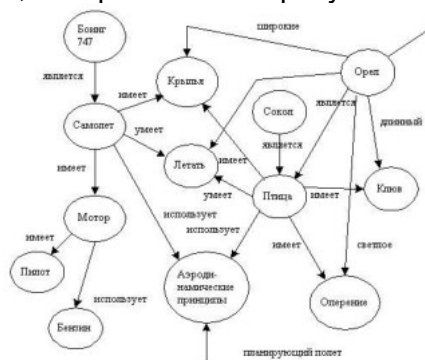 Боинг
747
широкие
Орел
является
имеет
Крылья
Сокол
является
длинный
Самолет
умеет
является
Летать
имеет
имеет
умеет
Птица
имеет
Клюв
Мотор
использует
использует
имеет
имеет
светлое
Пилот
использует
Аэроди-
намические
принципы
Оперение
Бензин
планирующий полет